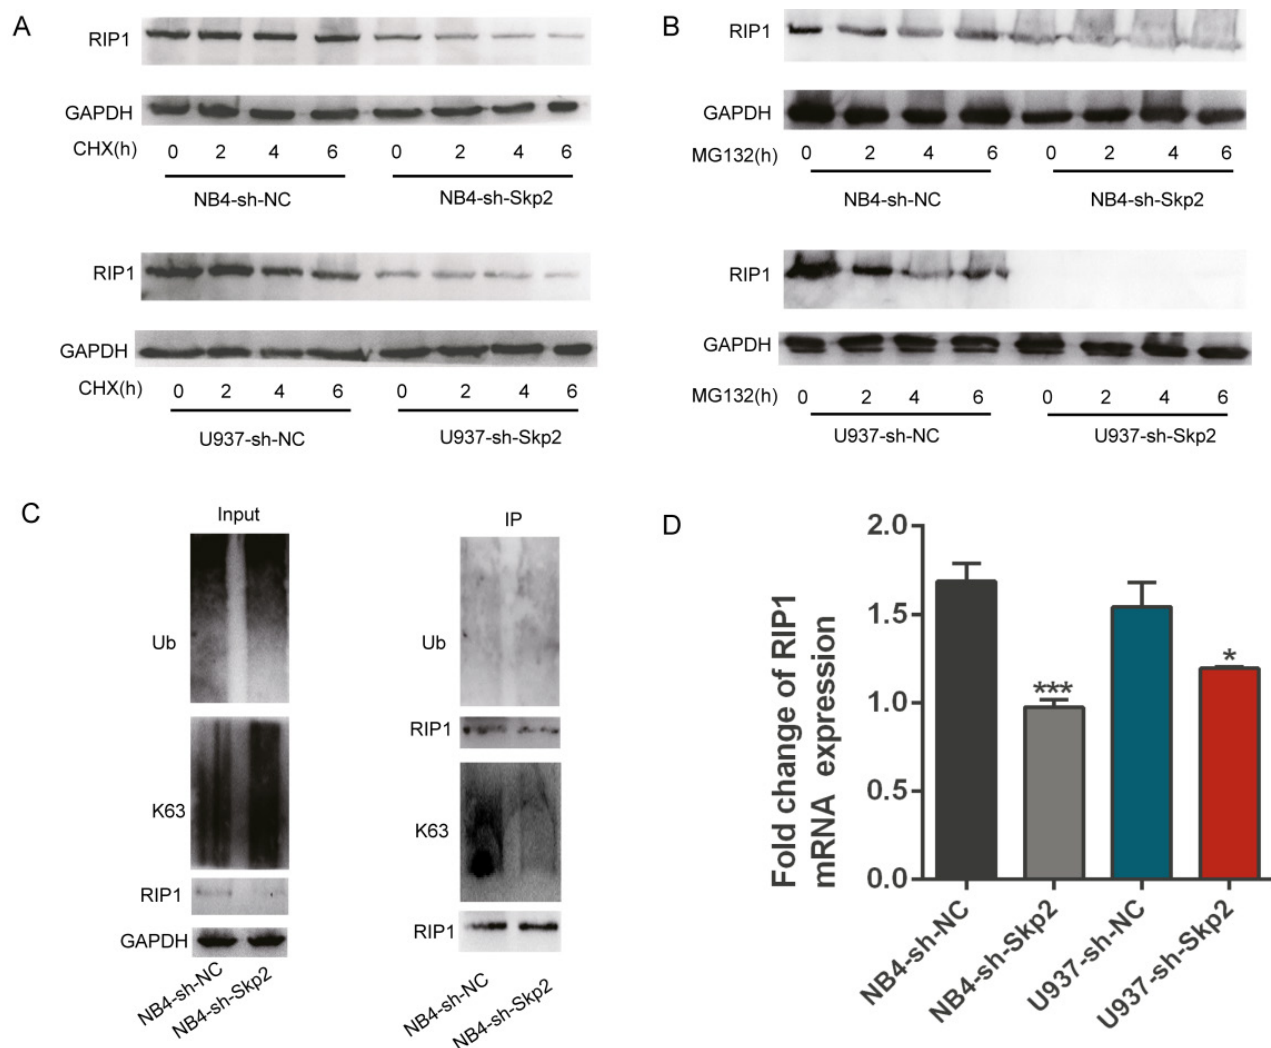 A
RIP1
GAPDH
CHX(h) 0 2 4 6 0 2 4 6
NB4-sh-NC NB4-sh-Skp2
RIP1
GAPDH
CHX(h) 0 2 4 6 0 2 4 6
U937-sh-NC U937-sh-Skp2
B
RIP1
GAPDH
MG132(h) 0 2 4 6 0 2 4 6
NB4-sh-NC NB4-sh-Skp2
RIP1
GAPDH
MG132(h) 0 2 4 6 0 2 4 6
U937-sh-NC U937-sh-Skp2
C
Input
Ub
K63
RIP1
GAPDH
NB4-sh-NC
NB4-sh-Skp2
IP
Ub
RIP1
K63
RIP1
NB4-sh-NC
NB4-sh-Skp2
D
Fold change of RIP1
mRNA expression
2.0
1.5
1.0
0.5
0.0
***
*
NB4-sh-NC
NB4-sh-Skp2
U937-sh-NC
U937-sh-Skp2